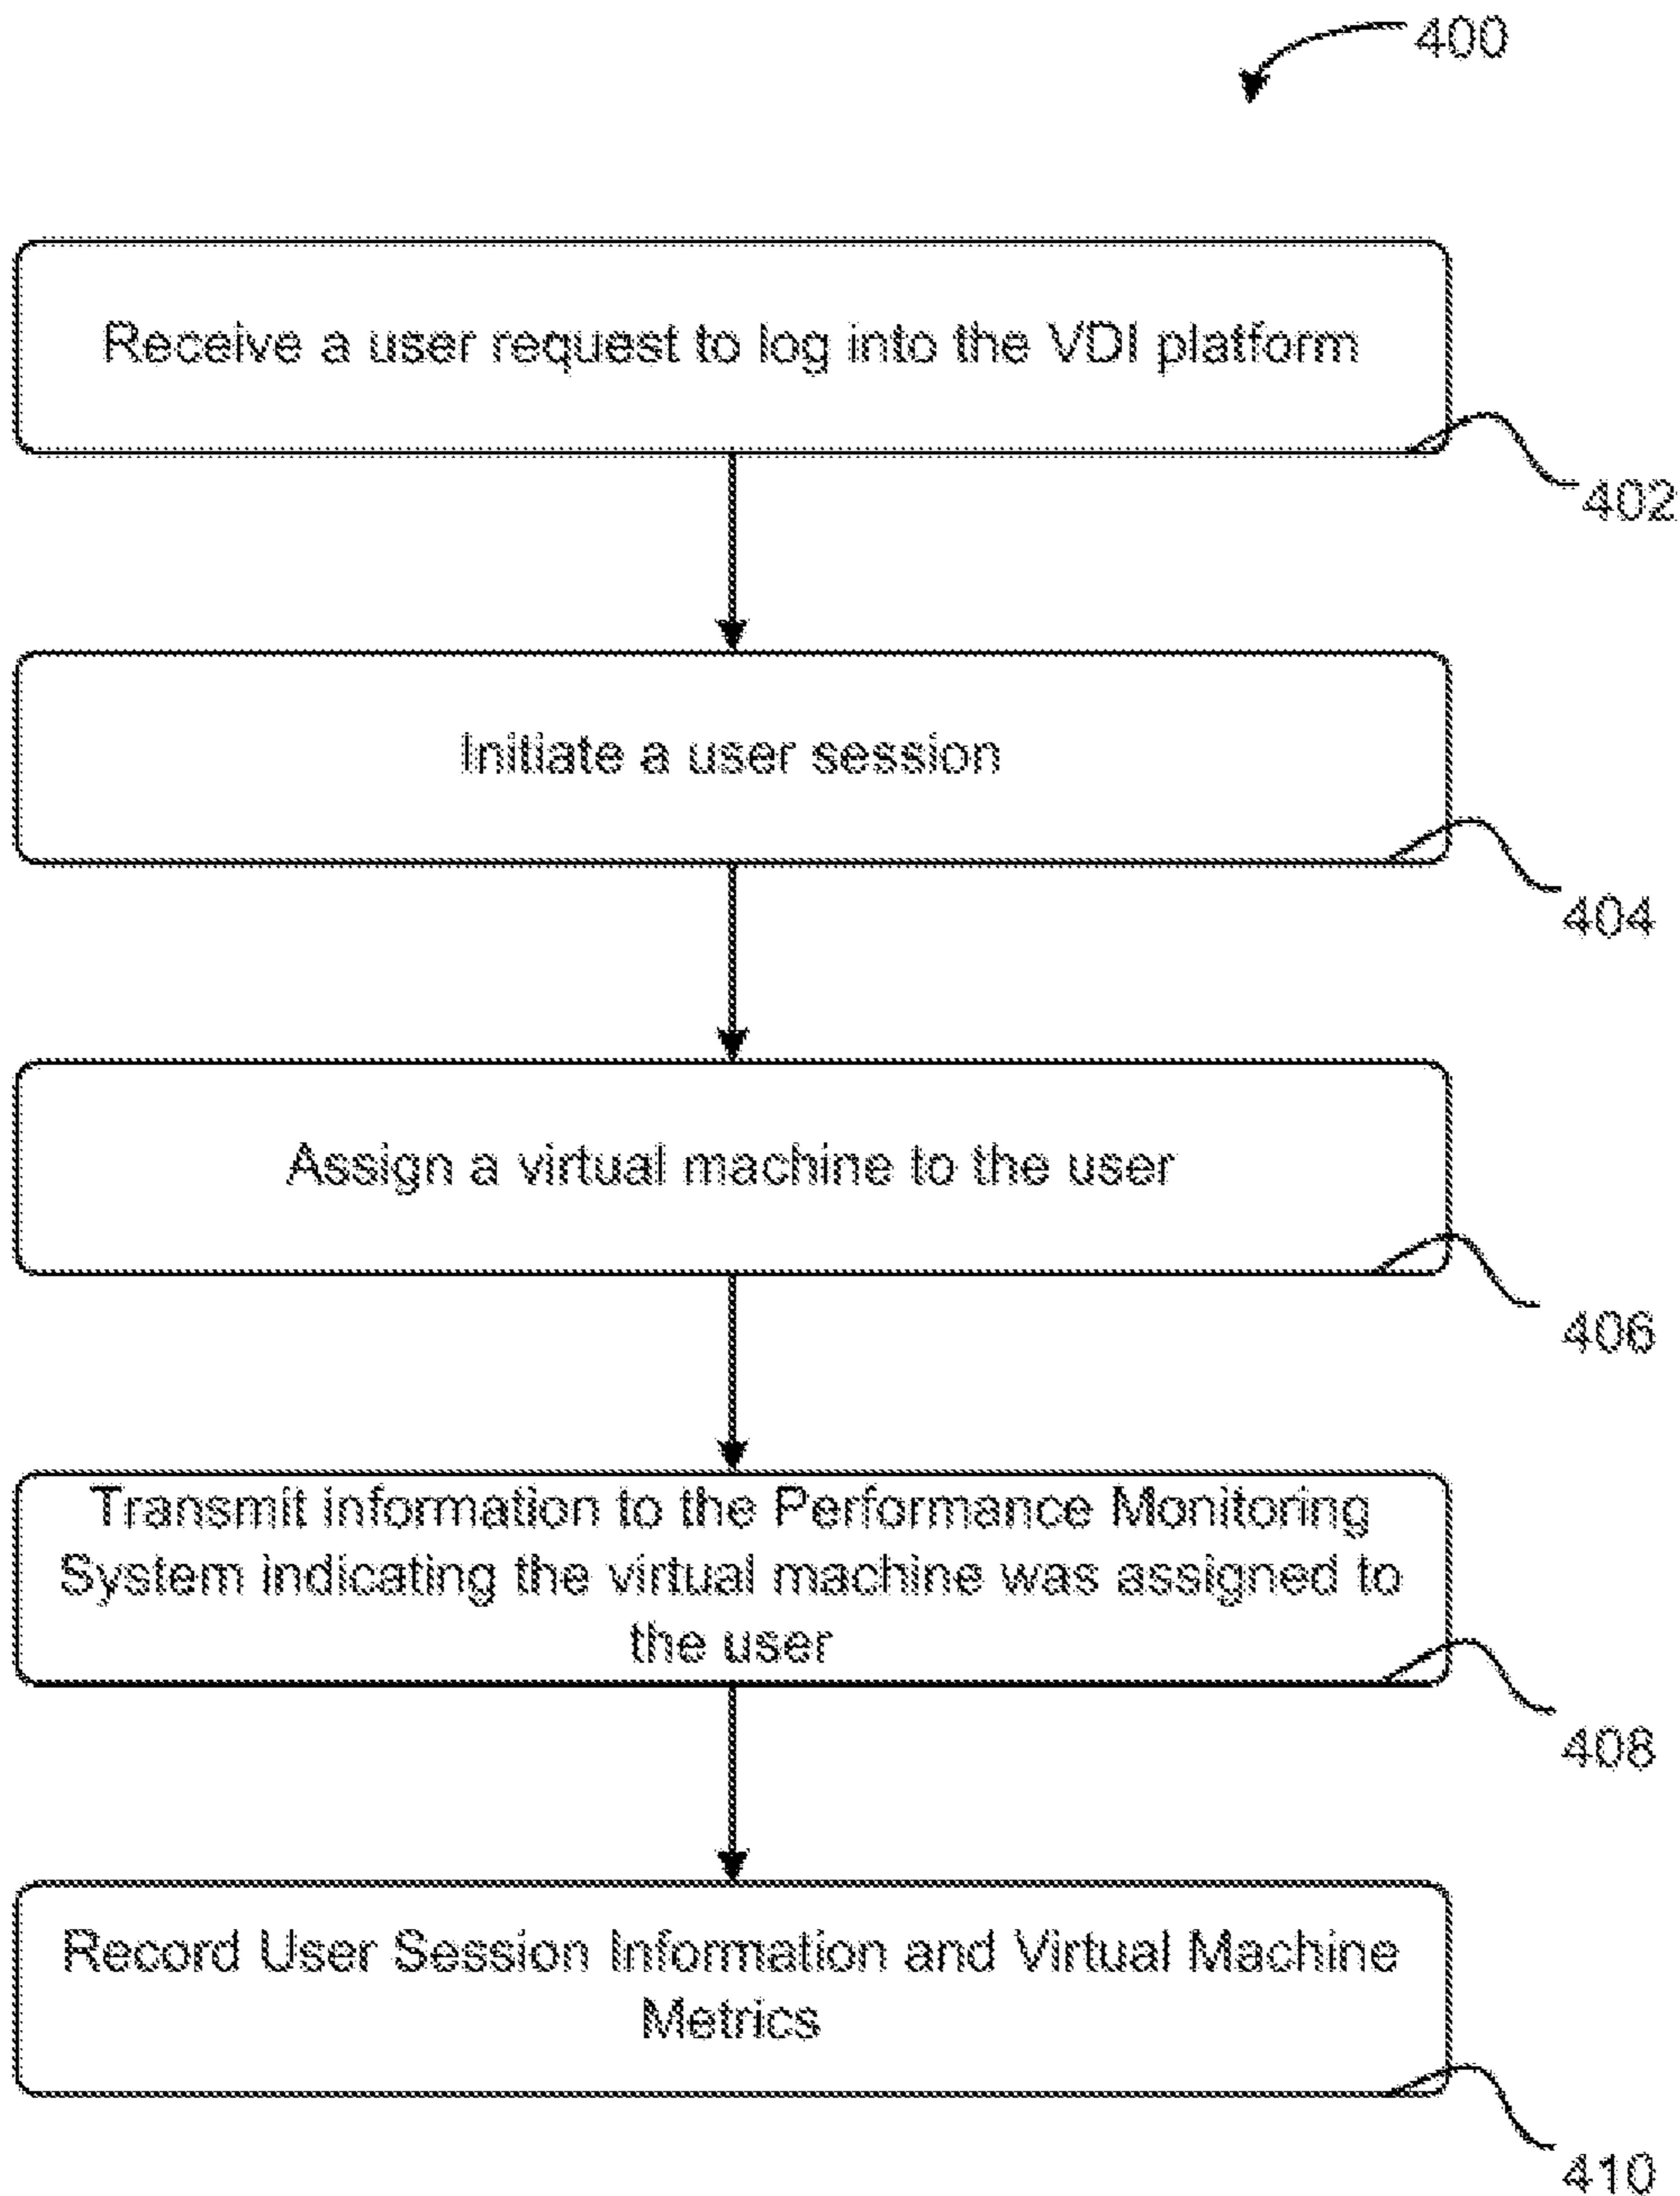 400
Receive a user request to log into the VDI platform
402
Initiate a user session
404
Assign a virtual machine to the user
406
Transmit information to the Performance Monitoring
System indicating the virtual machine was assigned to
the user
408
Record User Session Information and Virtual Machine
Metrics
410